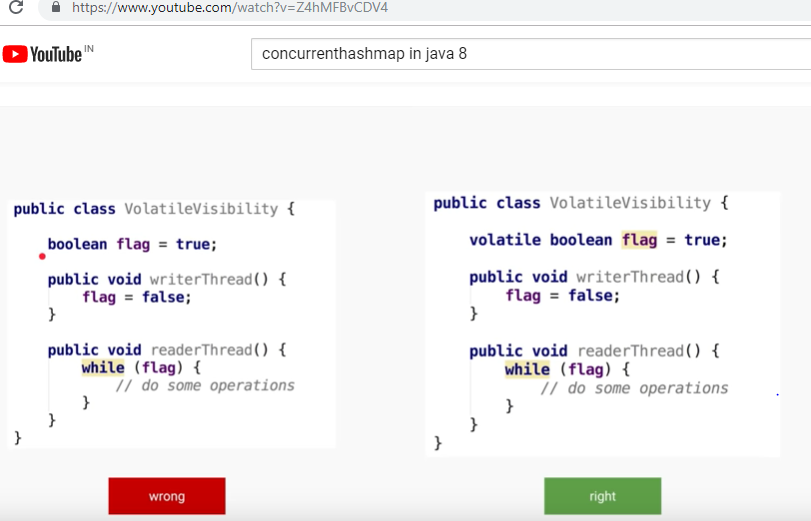 https://www.youtube.com/watch?v=Z4hMFBvCDV4
YouTube IN
concurrenthashmap in java 8
public class VolatileVisibility {
boolean flag = true;
public void writerThread() {
flag = false;
}
public void readerThread() {
while (flag) {
// do some operations
}
}
}
wrong
public class VolatileVisibility {
volatile boolean flag = true;
public void writerThread() {
flag = false;
}
public void readerThread() {
while (flag) {
// do some operations
}
}
}
right